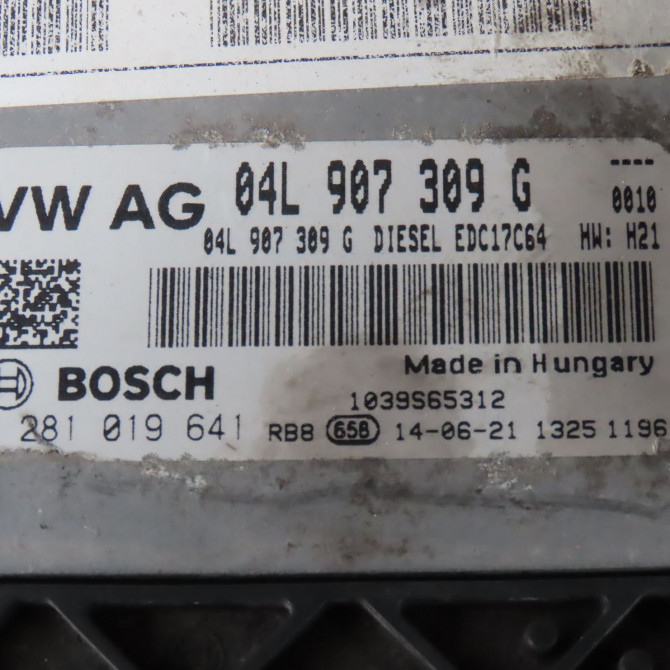 VW AG 04L 907 309 G ----
0010
04L 907 309 G DIESEL EDC17C64 HW: H21
Made in Hungary
BOSCH 1039S65312
281 019 641 RB8 658 14-06-21 1325 1196